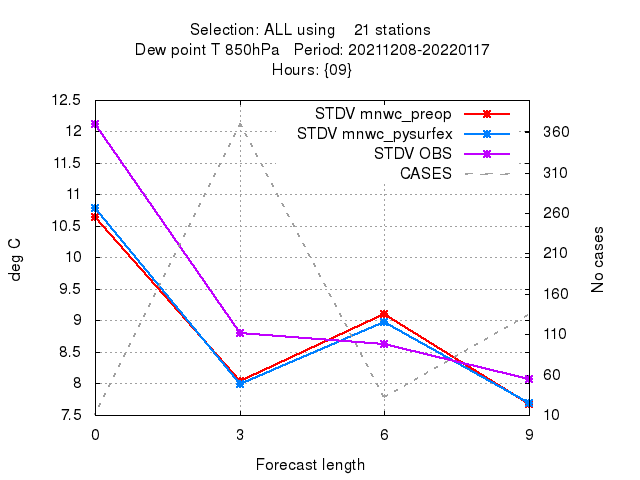 Selection: ALL using    21 stations
Dew point T 850hPa   Period: 20211208-20220117
Hours: {09}
STDV mnwc_preop
STDV mnwc_pysurfex
STDV OBS
CASES
12.5
12
11.5
11
10.5
10
9.5
9
8.5
8
7.5
deg C
360
310
260
210
160
110
60
10
No cases
0 3 6 9
Forecast length